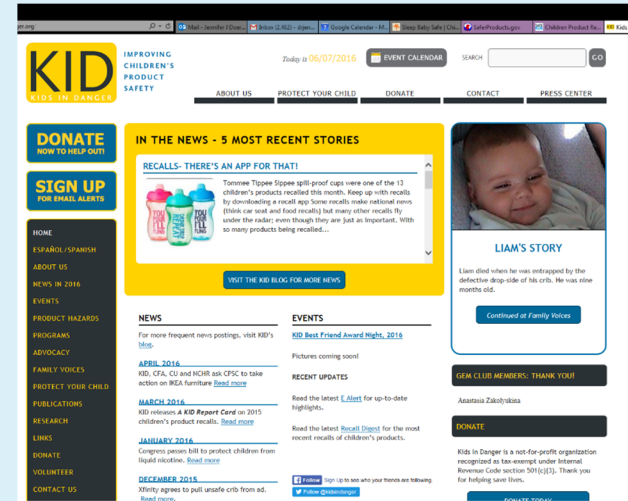 er.org
Mail - Jennifer J Doer...
Inbox (2,102) - drjen...
Google Calendar - M...
Sleep Baby Safe | Chi...
SaferProducts.gov
Children Product Re...
KID Kids
KID
KIDS IN DANGER
IMPROVING
CHILDREN'S
PRODUCT
SAFETY
Today is 06/07/2016
EVENT CALENDAR
SEARCH
GO
ABOUT US
PROTECT YOUR CHILD
DONATE
CONTACT
PRESS CENTER
DONATE
NOW TO HELP OUT!
SIGN UP
FOR EMAIL ALERTS
HOME
ESPAÑOL/SPANISH
ABOUT US
NEWS IN 2016
EVENTS
PRODUCT HAZARDS
PROGRAMS
ADVOCACY
FAMILY VOICES
PROTECT YOUR CHILD
PUBLICATIONS
RESEARCH
LINKS
DONATE
VOLUNTEER
CONTACT US
IN THE NEWS - 5 MOST RECENT STORIES
RECALLS- THERE'S AN APP FOR THAT!
Tommee Tippee Sippee spill-proof cups were one of the 13
children's products recalled this month. Keep up with recalls
by downloading a recall app Some recalls make national news
(think car seat and food recalls) but many other recalls fly
under the radar; even though they are just as important. With
so many products being recalled...
VISIT THE KID BLOG FOR MORE NEWS
NEWS
For more frequent news postings, visit KID's
blog.
APRIL 2016
KID, CFA, CU and NCHR ask CPSC to take
action on IKEA furniture Read more
MARCH 2016
KID releases A KID Report Card on 2015
children's product recalls. Read more
JANUARY 2016
Congress passes bill to protect children from
liquid nicotine. Read more
DECEMBER 2015
Xfinity agrees to pull unsafe crib from ad.
Read more.
EVENTS
KID Best Friend Award Night, 2016
Pictures coming soon!
RECENT UPDATES
Read the latest E Alert for up-to-date
highlights.
Read the latest Recall Digest for the most
recent recalls of children's products.
Follow Sign Up to see who your friends are following.
Follow @kidsindanger
LIAM'S STORY
Liam died when he was entrapped by the
defective drop-side of his crib. He was nine
months old.
Continued at Family Voices
GEM CLUB MEMBERS: THANK YOU!
Anastasia Zakolyukina
DONATE
Kids In Danger is a not-for-profit organization
recognized as tax-exempt under Internal
Revenue Code section 501(c)(3). Thank you
for helping save lives.
DONATE TODAY